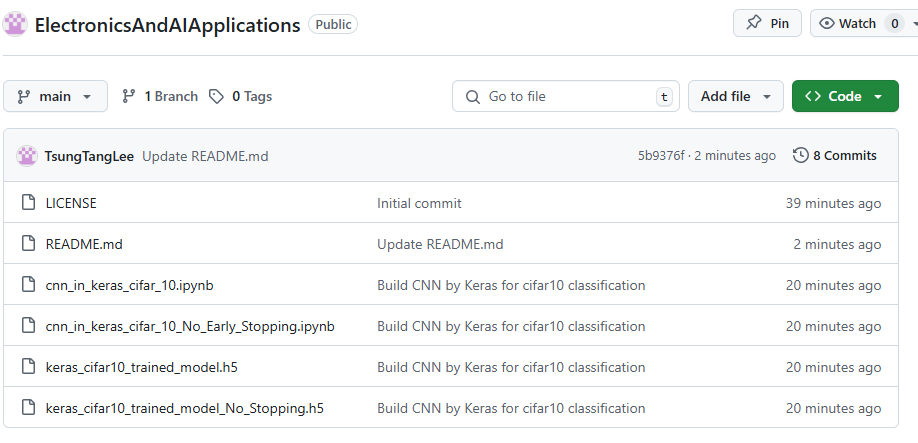 ElectronicsAndAIApplications Public Pin Watch 0
main 1 Branch 0 Tags Go to file t Add file Code
TsungTangLee Update README.md 5b9376f · 2 minutes ago 8 Commits
LICENSE Initial commit 39 minutes ago
README.md Update README.md 2 minutes ago
cnn_in_keras_cifar_10.ipynb Build CNN by Keras for cifar10 classification 20 minutes ago
cnn_in_keras_cifar_10_No_Early_Stopping.ipynb Build CNN by Keras for cifar10 classification 20 minutes ago
keras_cifar10_trained_model.h5 Build CNN by Keras for cifar10 classification 20 minutes ago
keras_cifar10_trained_model_No_Stopping.h5 Build CNN by Keras for cifar10 classification 20 minutes ago